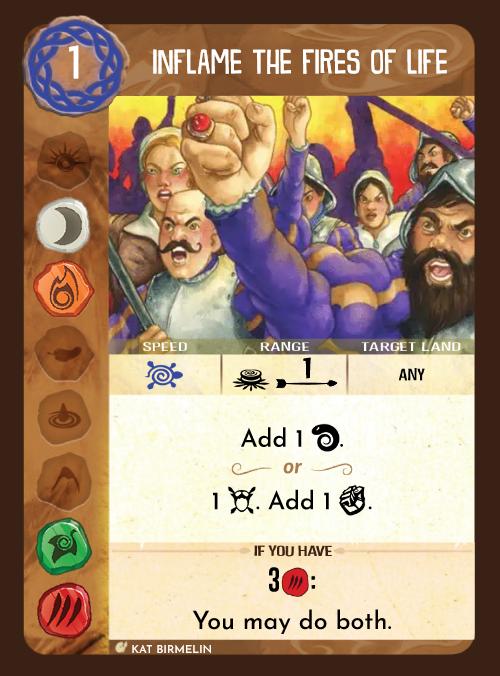 1
INFLAME THE FIRES OF LIFE
SPEED RANGE TARGET LAND
1 ANY
Add 1 .
or
1 . Add 1 .
IF YOU HAVE
3 :
You may do both.
KAT BIRMELIN